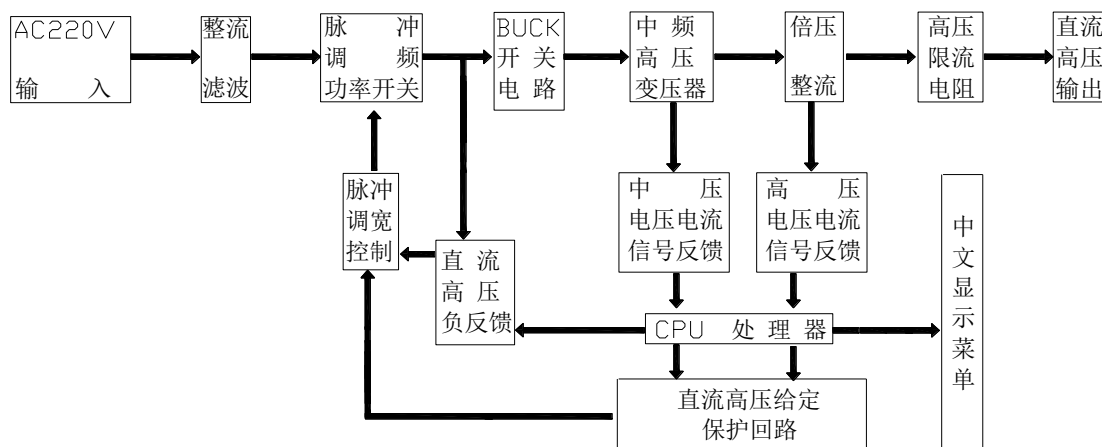 AC220V
输 入
整流
滤波
脉 冲
调 频
功率开关
BUCK
开 关
电 路
中 频
高 压
变压器
倍压
整流
高压
限流
电阻
直流
高压
输出
脉冲
调宽
控制
直 流
高 压
负反馈
中 压
电压电流
信号反馈
高 压
电压电流
信号反馈
中文显示菜单
CPU 处理器
直流高压给定
保护回路